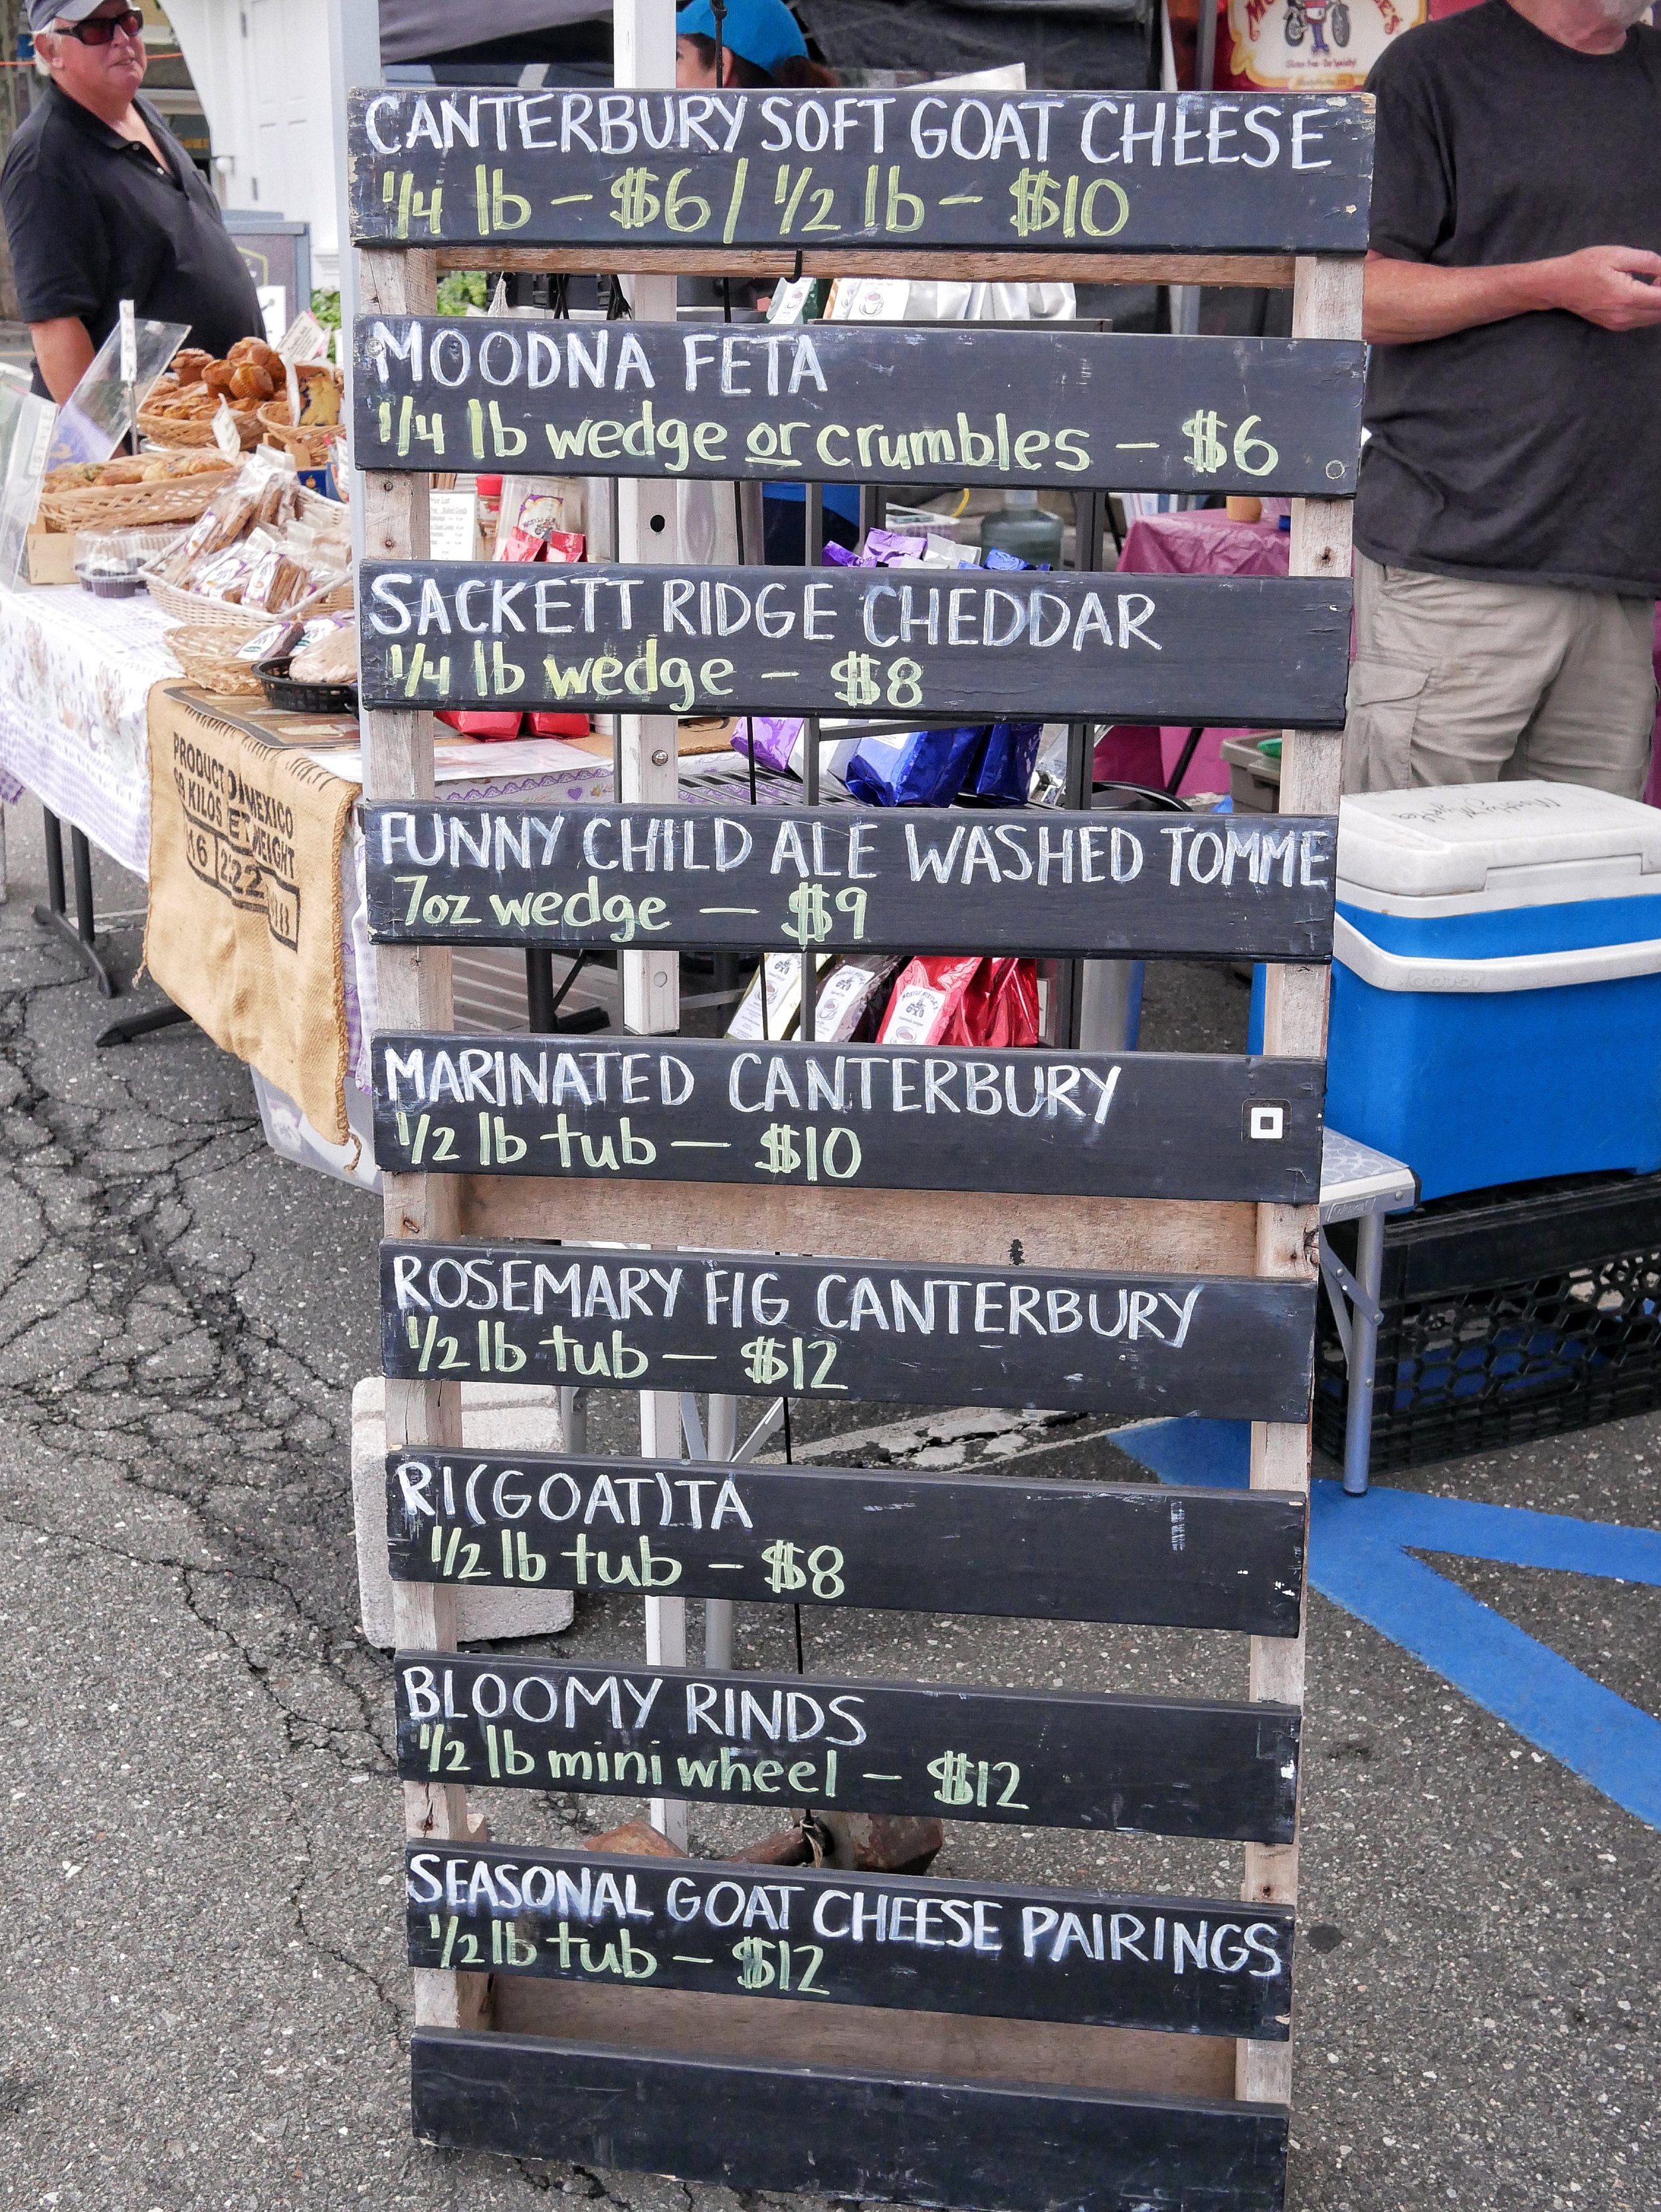 CANTERBURY SOFT GOAT CHEESE
1/4 lb - $6 / 1/2 lb - $10
MOODNA FETA
1/4 lb wedge or crumbles - $6
SACKETT RIDGE CHEDDAR
1/4 lb wedge - $8
FUNNY CHILD ALE WASHED TOMME
7oz wedge - $9
MARINATED CANTERBURY
1/2 lb tub - $10
ROSEMARY FIG CANTERBURY
1/2 lb tub - $12
RI(GOAT)TA
1/2 lb tub - $8
BLOOMY RINDS
1/2 lb mini wheel - $12
SEASONAL GOAT CHEESE PAIRINGS
1/2 lb tub - $12
PRODUCT MEXICO
69 KILOS